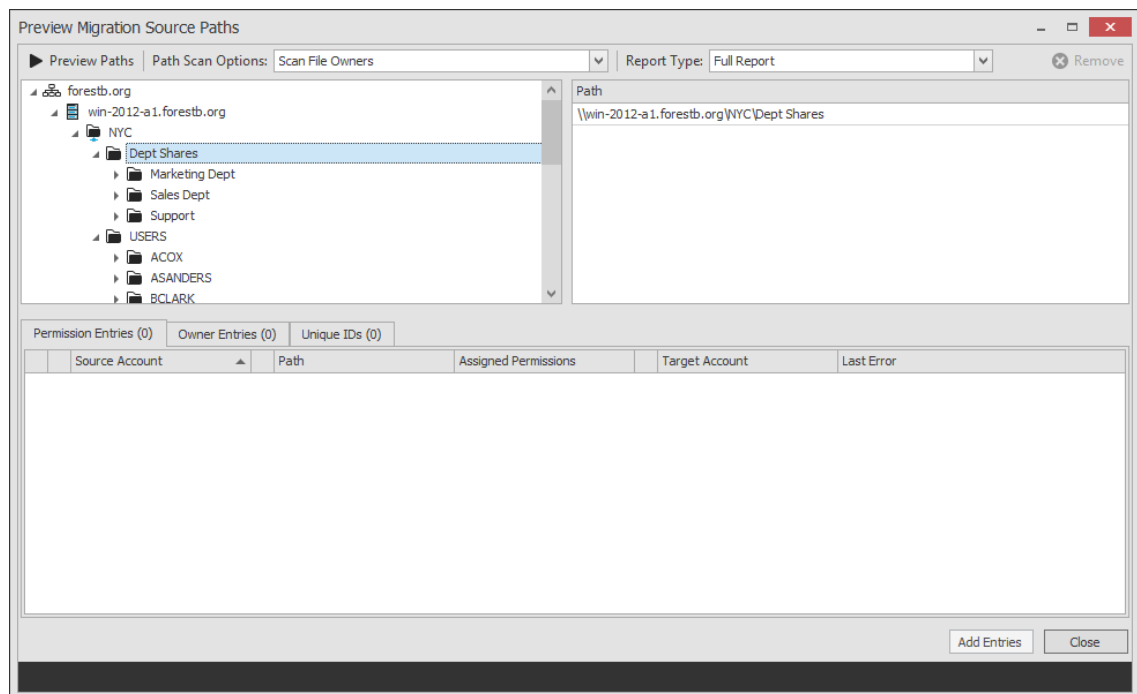 Preview Migration Source Paths
Preview Paths Path Scan Options: Scan File Owners Report Type: Full Report Remove
forestb.org
win-2012-a1.forestb.org
NYC
Dept Shares
Marketing Dept
Sales Dept
Support
USERS
ACOX
ASANDERS
BCLARK
Path
\\win-2012-a1.forestb.org\NYC\Dept Shares
Permission Entries (0) Owner Entries (0) Unique IDs (0)
Source Account Path Assigned Permissions Target Account Last Error
Add Entries Close